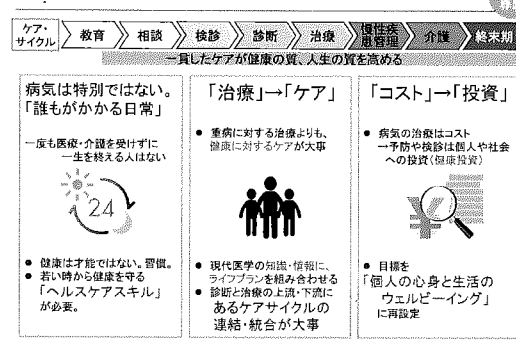 ケア・
サイクル
教育
相談
検診
診断
治療
慢性疾
患管理
介護
終末期
一貫したケアが健康の質、人生の質を高める
病気は特別ではない。
「誰もがかかる日常」
一度も医療・介護を受けずに
一生を終える人はない
24
● 健康は才能ではない。習慣。
● 若い時から健康を守る
「ヘルスケアスキル」
が必要。
「治療」→「ケア」
● 重病に対する治療よりも、
健康に対するケアが大事
● 現代医学の知識・情報に、
ライフプランを組み合わせる
● 診断と治療の上流・下流に
あるケアサイクルの
連結・統合が大事
「コスト」→「投資」
● 病気の治療はコスト
→予防や検診は個人や社会
への投資(健康投資)
¥
● 目標を
「個人の心身と生活の
ウェルビーイング」
に再設定